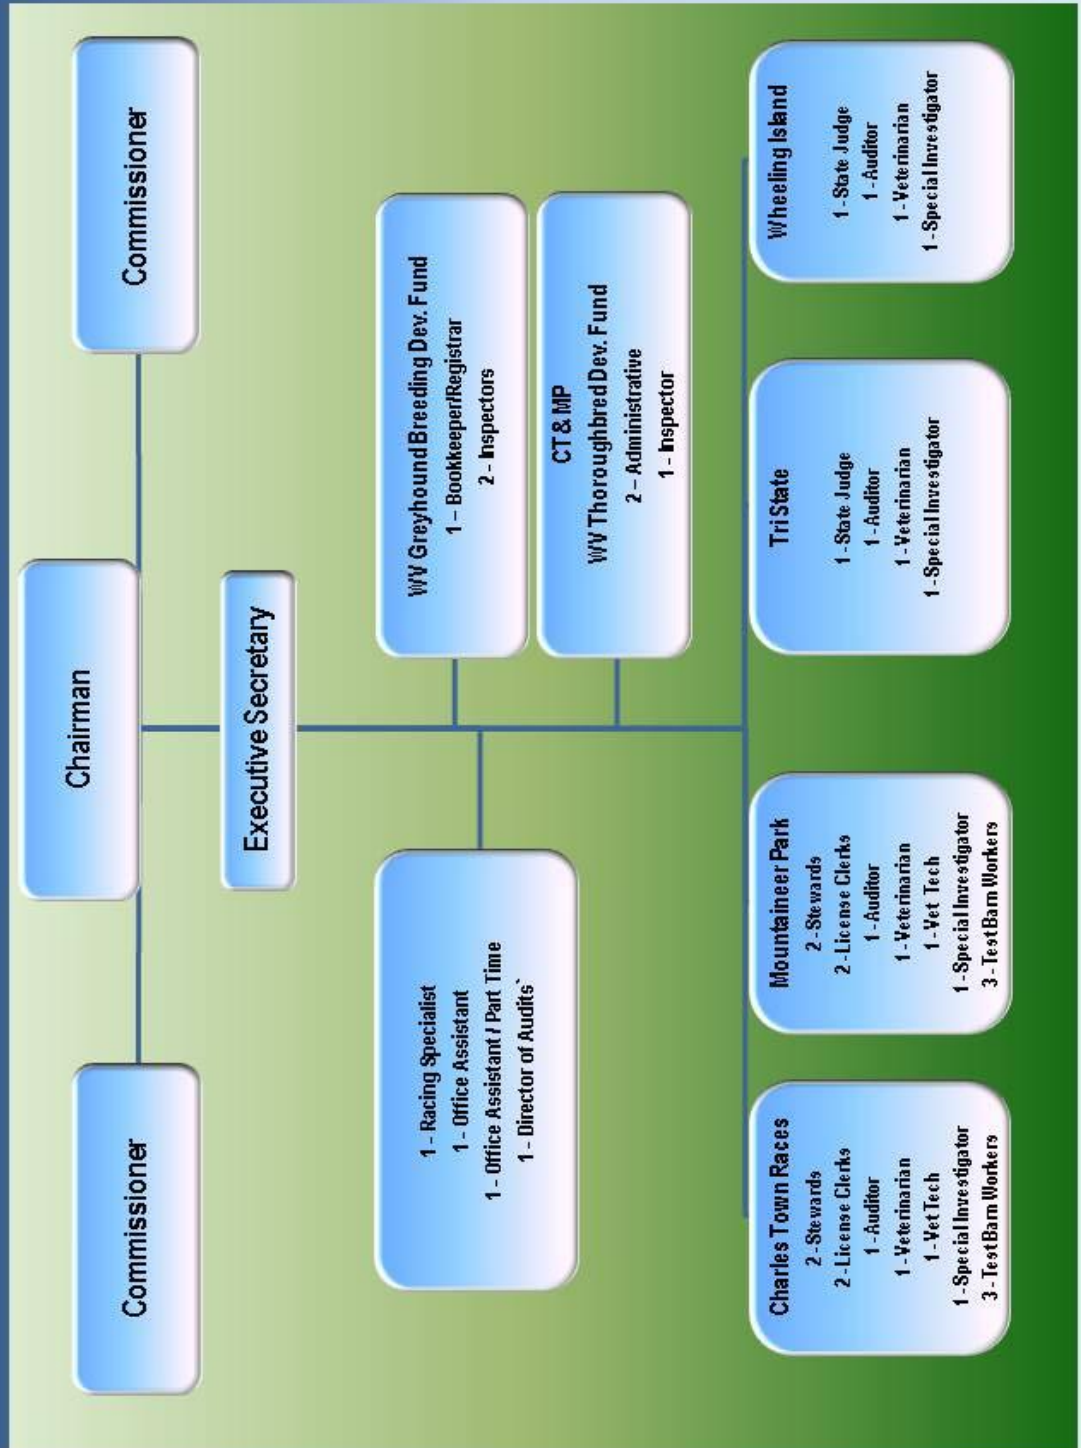 Chairman
Commissioner
Commissioner
Executive Secretary
1 – Racing Specialist
1 – Office Assistant
1 – Office Assistant / Part Time
1 – Director of Audits`
WV Greyhound Breeding Dev. Fund
1 – Bookkeeper/Registrar
2 – Inspectors
CT & MP
WV Thoroughbred Dev. Fund
2 – Administrative
1 – Inspector
Charles Town Races
2 - Stewards
2 - License Clerks
1 - Auditor
1 - Veterinarian
1 - Vet Tech
1 - Special Investigator
3 - Test Barn Workers
Mountaineer Park
2 - Stewards
2 - License Clerks
1 - Auditor
1 - Veterinarian
1 - Vet Tech
1 - Special Investigator
3 - Test Barn Workers
Tri State
1 - State Judge
1 - Auditor
1 - Veterinarian
1 - Special Investigator
Wheeling Island
1 - State Judge
1 - Auditor
1 - Veterinarian
1 - Special Investigator